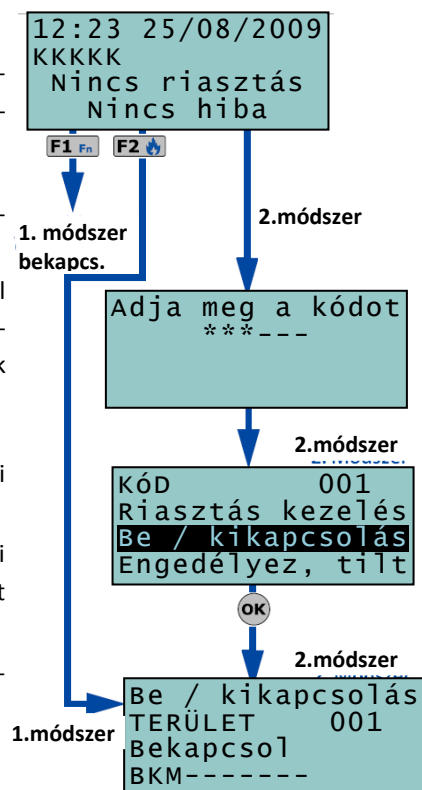 12:23 25/08/2009
KKKKK
Nincs riasztás
Nincs hiba
F1 Fn F2
1. módszer
bekapcs.
2.módszer
Adja meg a kódot
***---
2.módszer
KóD 001
Riasztás kezelés
Be / kikapcsolás
Engedélyez, tilt
OK
2.módszer
1.módszer
Be / kikapcsolás
TERÜLET 001
Bekapcsol
BKM-------